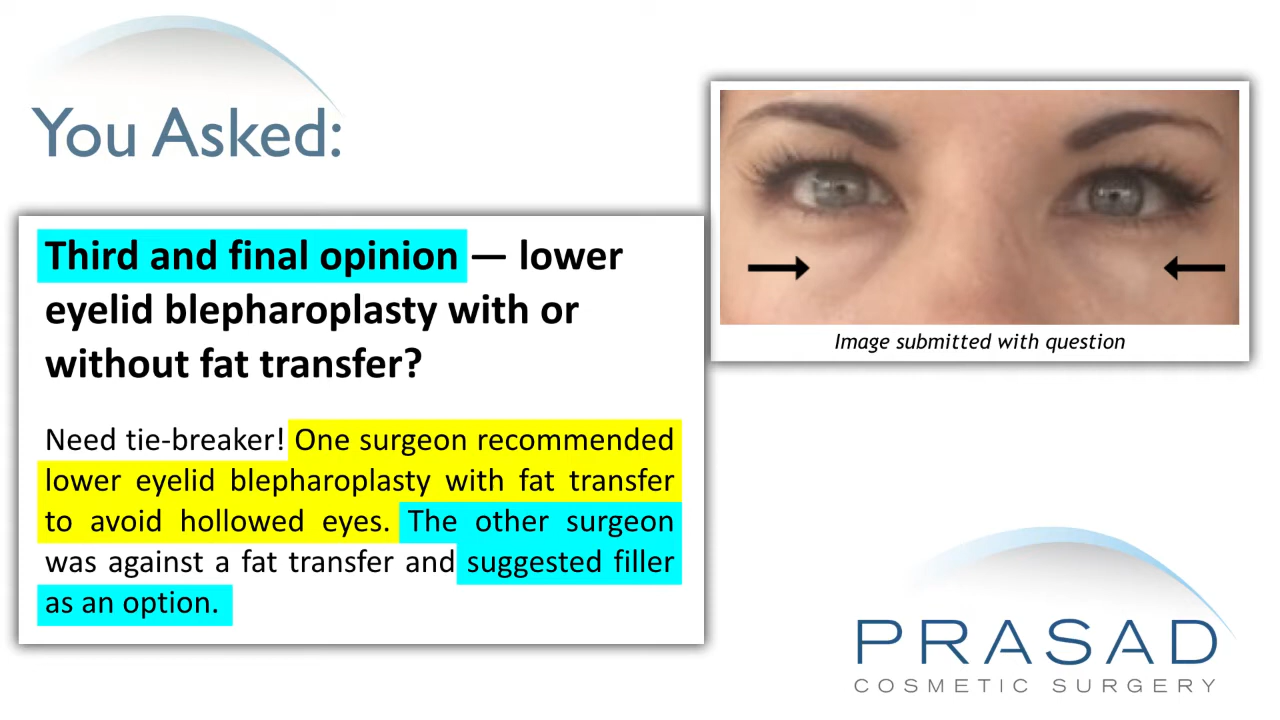 You Asked:
Third and final opinion — lower
eyelid blepharoplasty with or
without fat transfer?
Need tie-breaker! One surgeon recommended
lower eyelid blepharoplasty with fat transfer
to avoid hollowed eyes. The other surgeon
was against a fat transfer and suggested filler
as an option.
Image submitted with question
PRASAD
COSMETIC SURGERY